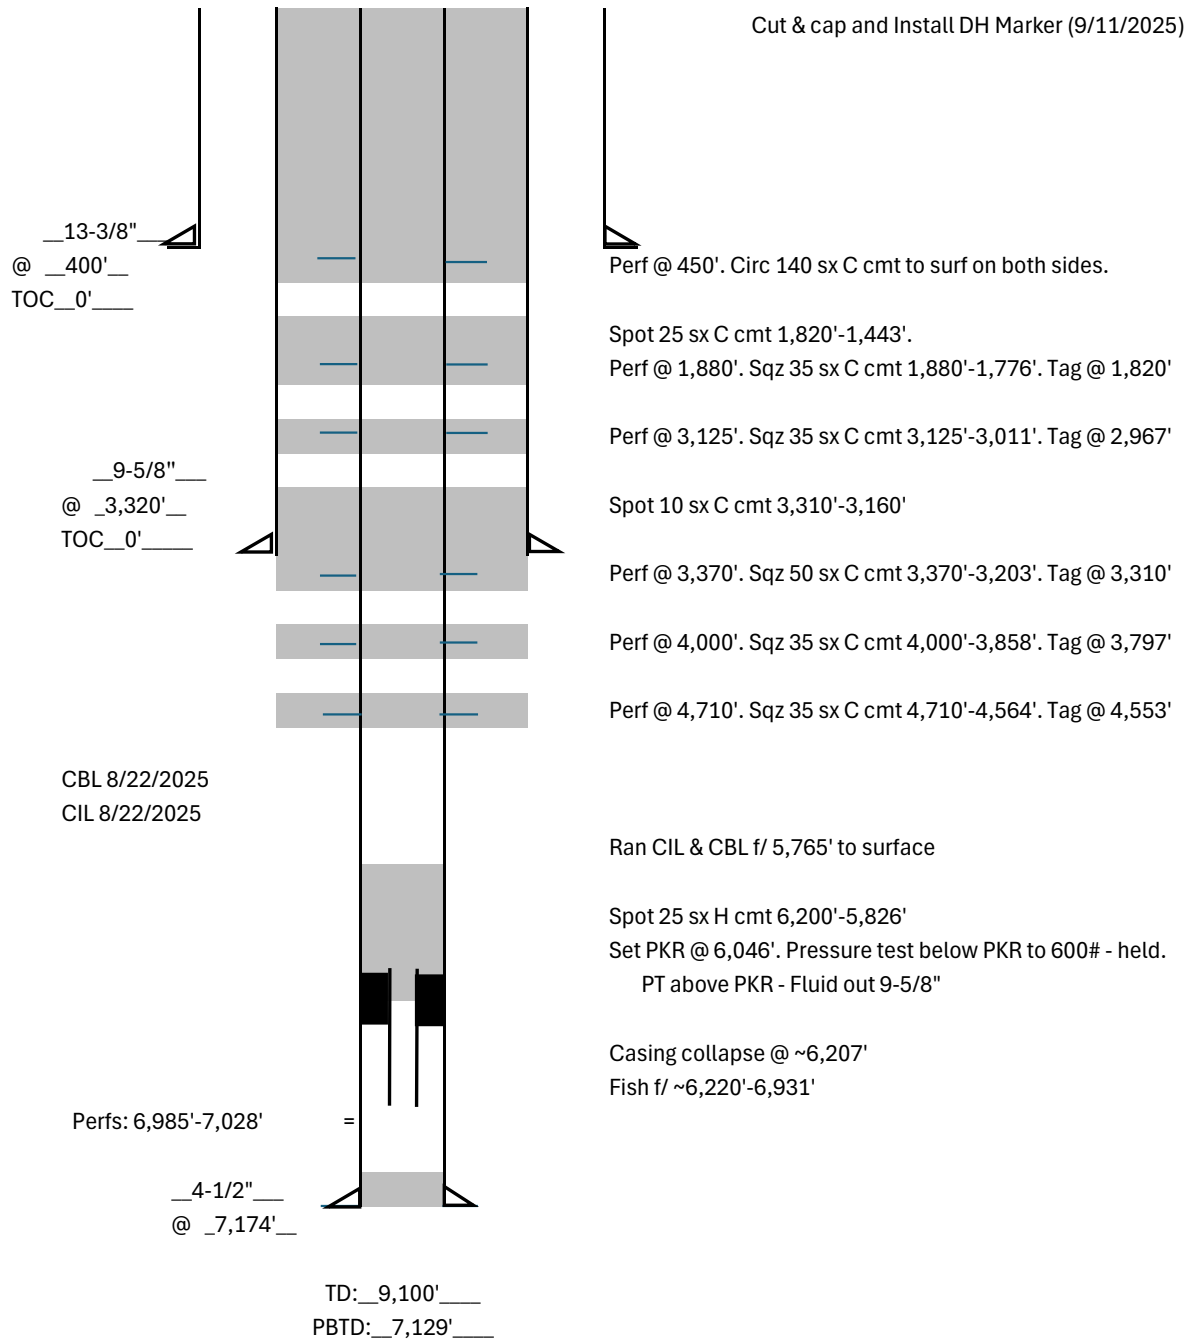 Cut & cap and Install DH Marker (9/11/2025)
__13-3/8"___
@ __400'__
TOC__0'____
Perf @ 450'. Circ 140 sx C cmt to surf on both sides.
Spot 25 sx C cmt 1,820'-1,443'.
Perf @ 1,880'. Sqz 35 sx C cmt 1,880'-1,776'. Tag @ 1,820'
Perf @ 3,125'. Sqz 35 sx C cmt 3,125'-3,011'. Tag @ 2,967'
__9-5/8"___
@ _3,320'__
TOC__0'_____
Spot 10 sx C cmt 3,310'-3,160'
Perf @ 3,370'. Sqz 50 sx C cmt 3,370'-3,203'. Tag @ 3,310'
Perf @ 4,000'. Sqz 35 sx C cmt 4,000'-3,858'. Tag @ 3,797'
Perf @ 4,710'. Sqz 35 sx C cmt 4,710'-4,564'. Tag @ 4,553'
CBL 8/22/2025
CIL 8/22/2025
Ran CIL & CBL f/ 5,765' to surface
Spot 25 sx H cmt 6,200'-5,826'
Set PKR @ 6,046'. Pressure test below PKR to 600# - held.
PT above PKR - Fluid out 9-5/8"
Casing collapse @ ~6,207'
Fish f/ ~6,220'-6,931'
Perfs: 6,985'-7,028' =
__4-1/2"___
@ _7,174'__
TD:__9,100'____
PBTD:__7,129'____